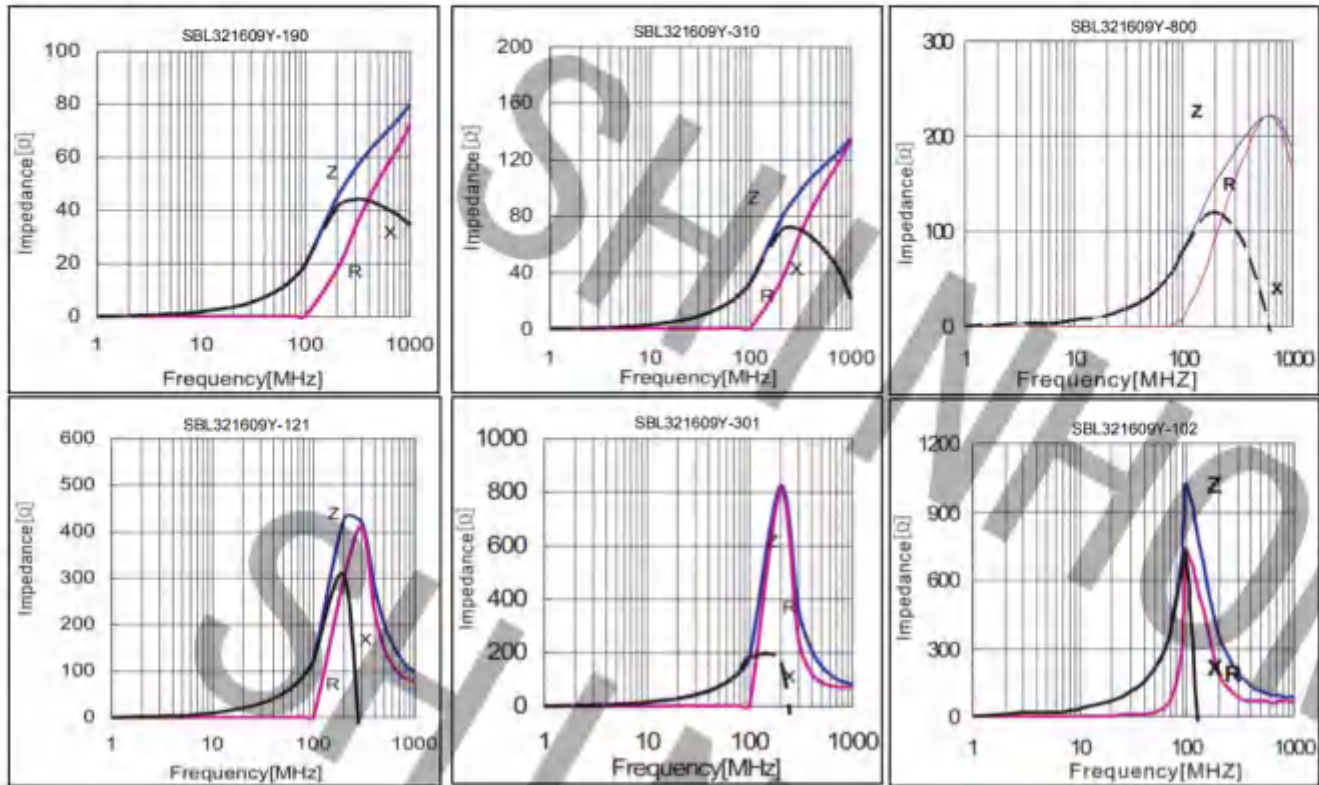 SBL321609Y-190
100
80
60
40
20
0
Impedance[Ω]
Z
X
R
1 10 100 1000
Frequency[MHz]
SBL321609Y-310
200
160
120
80
40
0
Impedance[Ω]
Z
X
R
1 10 100 1000
Frequency[MHz]
SBL321609Y-800
300
200
100
0
Impedance[Ω]
Z
R
X
1 10 100 1000
Frequency[MHZ]
SBL321609Y-121
600
500
400
300
200
100
0
Impedance[Ω]
Z
X
R
1 10 100 1000
Frequency[MHz]
SBL321609Y-301
1000
800
600
400
200
0
Impedance[Ω]
Z
R
X
1 10 100 1000
Frequency[MHz]
SBL321609Y-102
1200
900
600
300
0
Impedance[Ω]
Z
X R
1 10 100 1000
Frequency[MHZ]